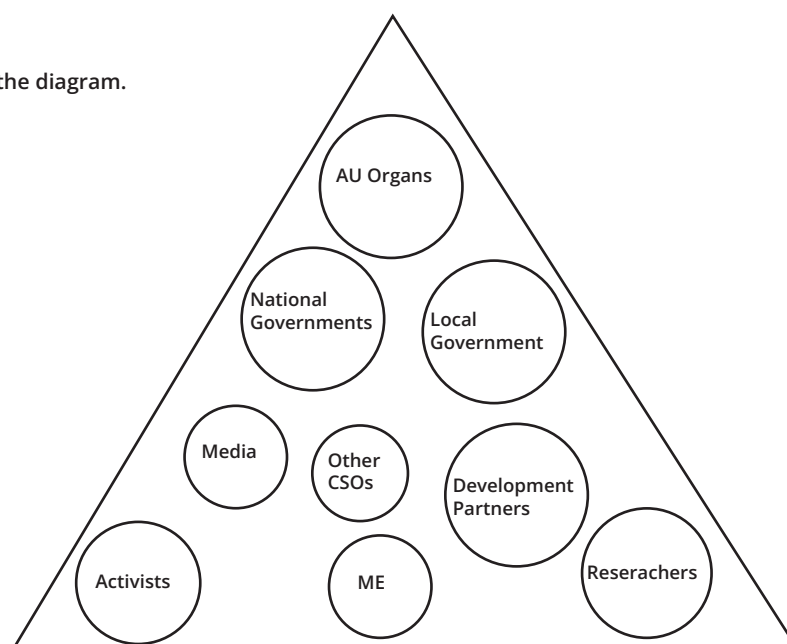 the diagram.
AU Organs
National
Governments
Local
Government
Media
Other
CSOs
Development
Partners
Activists
ME
Reserachers